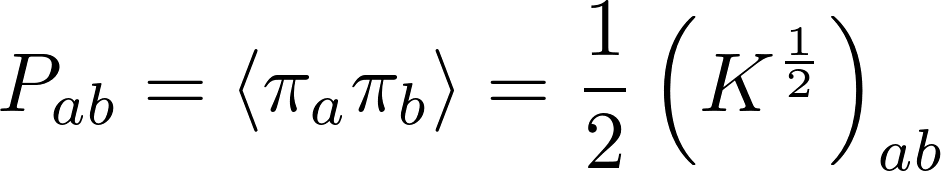 $P_{ab} = \langle \pi_a \pi_b \rangle = \frac{1}{2} \left( K^{\frac{1}{2}} \right)_{ab}$